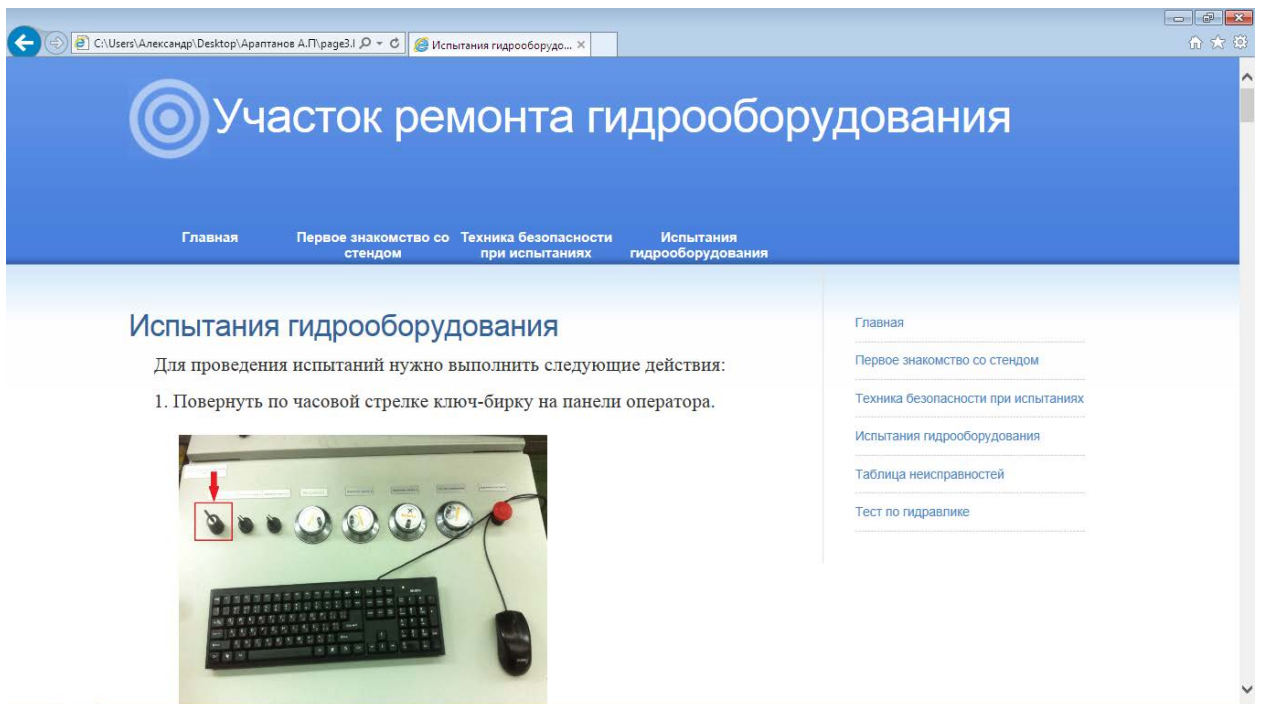 C:\Users\Александр\Desktop\Араптанов А.П\page3.l
Испытания гидрооборудо...
Участок ремонта гидрооборудования
Главная
Первое знакомство со
стендом
Техника безопасности
при испытаниях
Испытания
гидрооборудования
Испытания гидрооборудования
Для проведения испытаний нужно выполнить следующие действия:
1. Повернуть по часовой стрелке ключ-бирку на панели оператора.
Главная
Первое знакомство со стендом
Техника безопасности при испытаниях
Испытания гидрооборудования
Таблица неисправностей
Тест по гидравлике